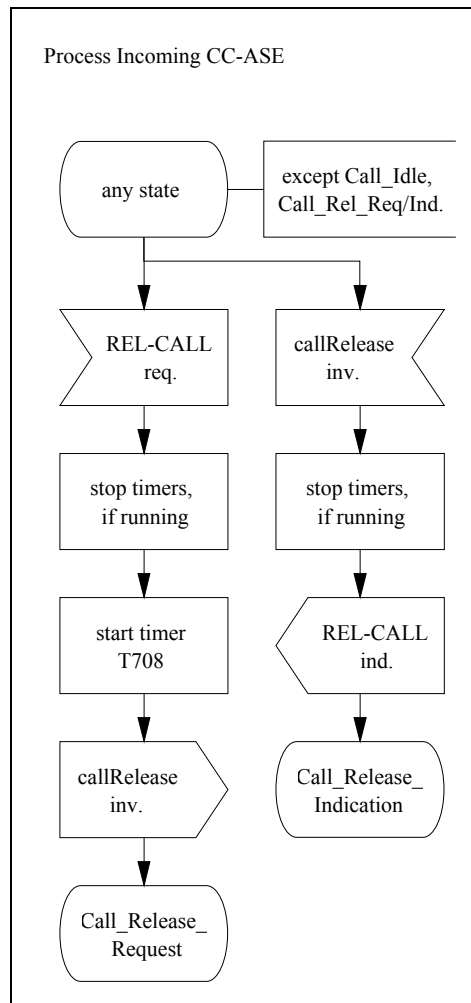 Process Incoming CC-ASE
any state
except Call_Idle,
Call_Rel_Req/Ind.
REL-CALL
req.
stop timers,
if running
start timer
T708
callRelease
inv.
Call_Release_
Request
callRelease
inv.
stop timers,
if running
REL-CALL
ind.
Call_Release_
Indication